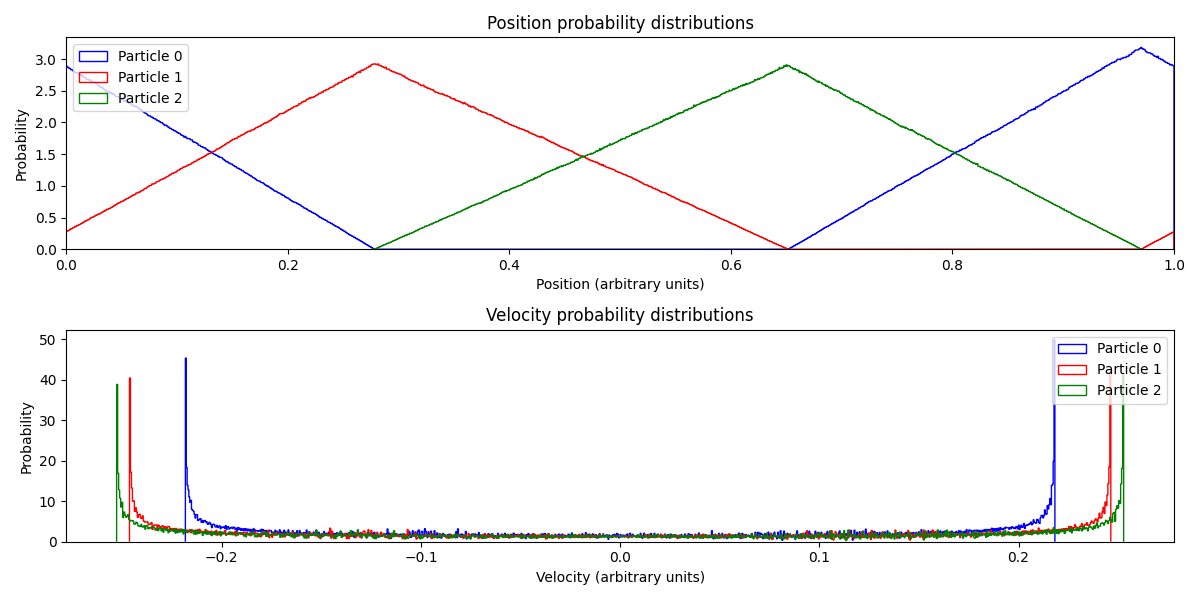 Position probability distributions
Probability
3.0
2.5
2.0
1.5
1.0
0.5
0.0
Particle 0
Particle 1
Particle 2
0.0 0.2 0.4 0.6 0.8 1.0
Position (arbitrary units)
Velocity probability distributions
Probability
50
40
30
20
10
0
Particle 0
Particle 1
Particle 2
−0.2 −0.1 0.0 0.1 0.2
Velocity (arbitrary units)